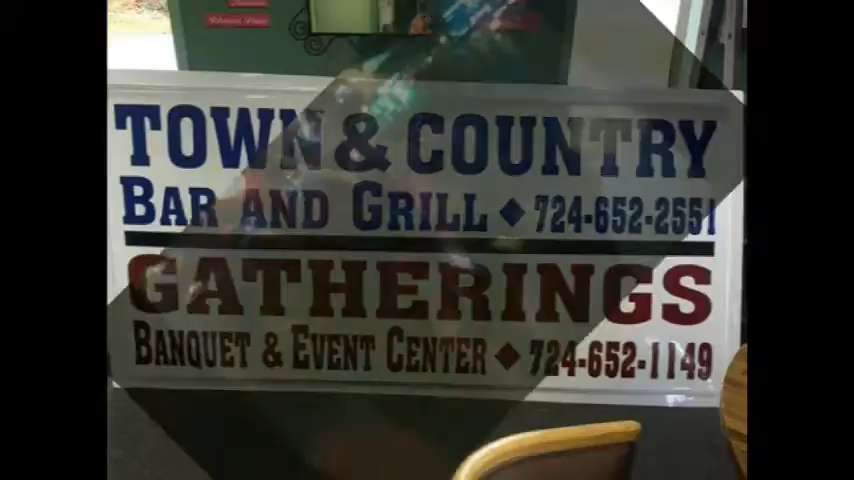 TOWN & COUNTRY
BAR AND GRILL ◆ 724-652-2551
GATHERINGS
BANQUET & EVENT CENTER ◆ 724-652-1149